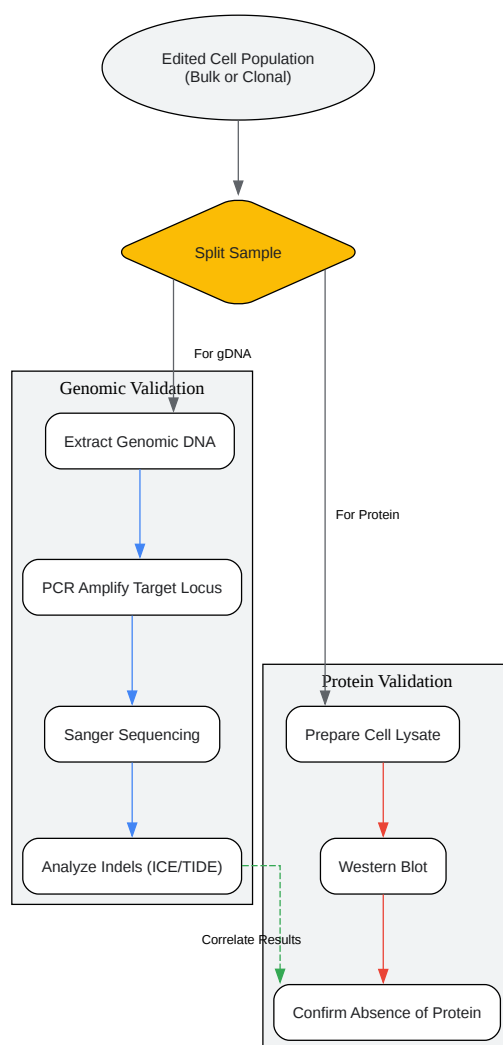 Edited Cell Population
(Bulk or Clonal)
Split Sample
For gDNA
Genomic Validation
Extract Genomic DNA
For Protein
PCR Amplify Target Locus
Protein Validation
Sanger Sequencing
Prepare Cell Lysate
Analyze Indels (ICE/TIDE)
Western Blot
Correlate Results
Confirm Absence of Protein